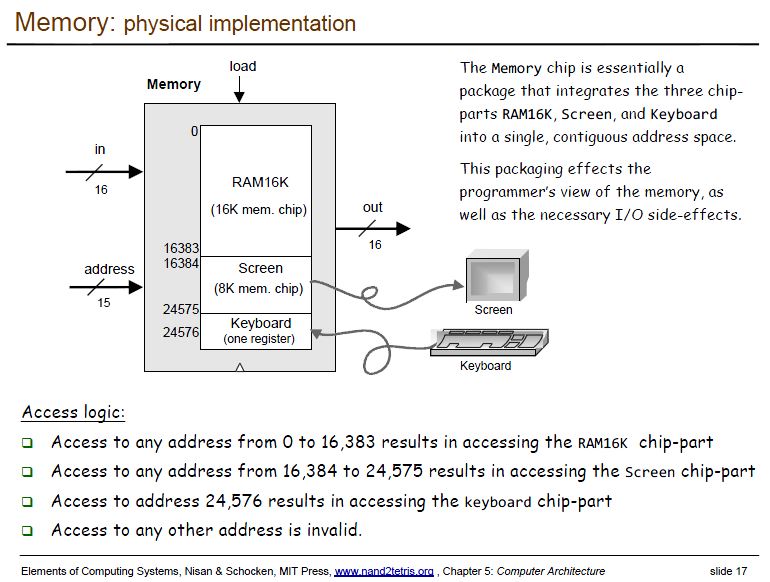 Memory: physical implementation
load
Memory
The Memory chip is essentially a
package that integrates the three chip-
parts RAM16K, Screen, and Keyboard
into a single, contiguous address space.
This packaging effects the
programmer's view of the memory, as
well as the necessary I/O side-effects.
0
in
16
RAM16K
(16K mem. chip)
out
16
16383
16384
address
15
Screen
(8K mem. chip)
24575
24576
Keyboard
(one register)
Screen
Keyboard
Access logic:
Access to any address from 0 to 16,383 results in accessing the RAM16K chip-part
Access to any address from 16,384 to 24,575 results in accessing the Screen chip-part
Access to address 24,576 results in accessing the keyboard chip-part
Access to any other address is invalid.
Elements of Computing Systems, Nisan & Schocken, MIT Press, www.nand2tetris.org , Chapter 5: Computer Architecture slide 17